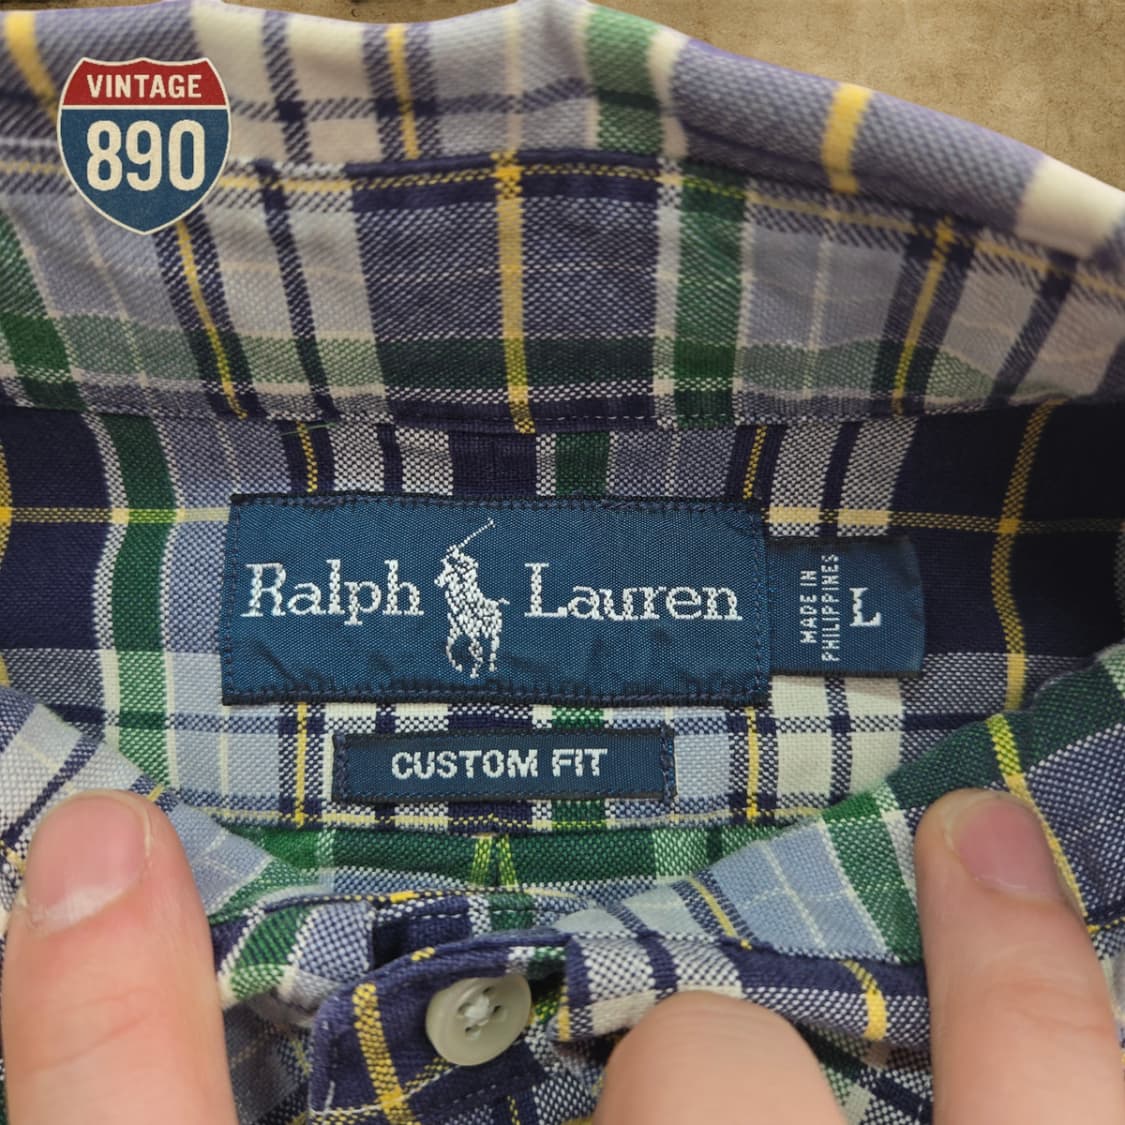 VINTAGE
890
Ralph Lauren
MADE IN
PHILIPPINES
L
CUSTOM FIT